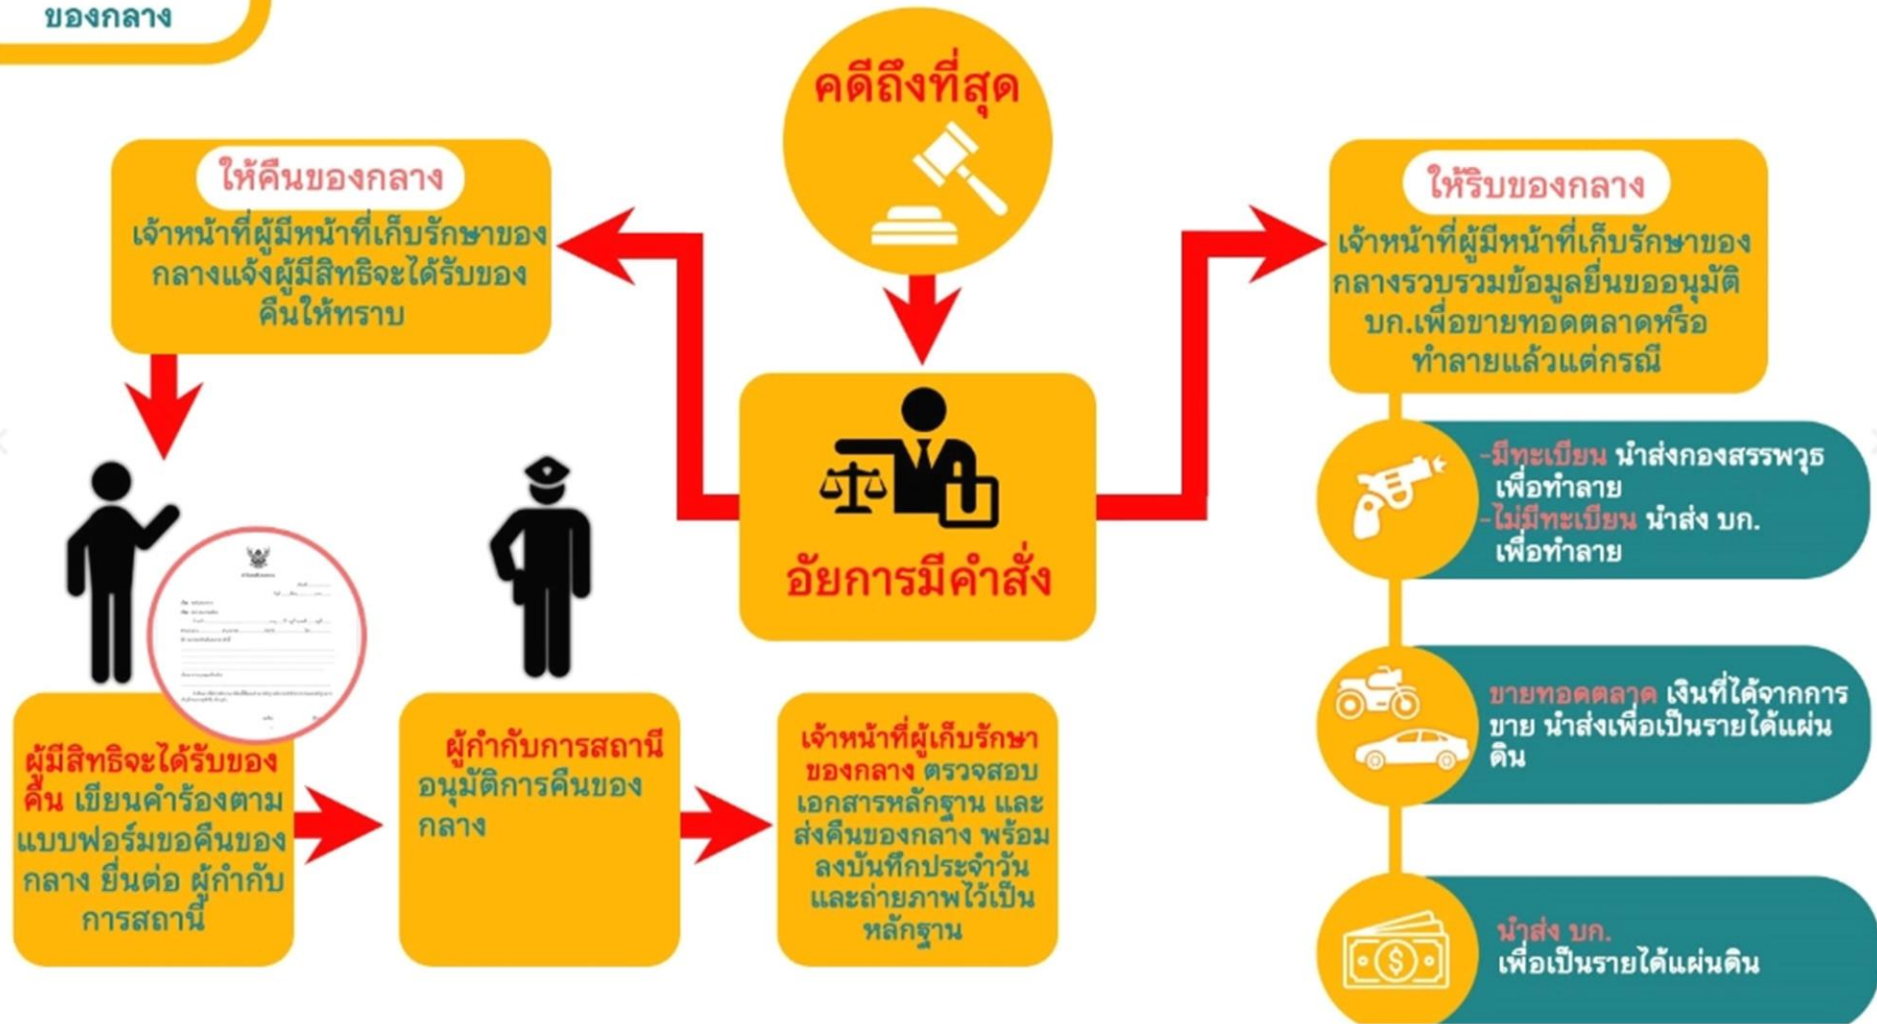 ของกลาง
คดีถึงที่สุด
ให้คืนของกลาง
เจ้าหน้าที่ผู้มีหน้าที่เก็บรักษาของ
กลางแจ้งผู้มีสิทธิจะได้รับของ
คืนให้ทราบ
ให้ริบของกลาง
เจ้าหน้าที่ผู้มีหน้าที่เก็บรักษาของ
กลางรวบรวมข้อมูลยื่นขออนุมัติ
บก.เพื่อขายทอดตลาดหรือ
ทำลายแล้วแต่กรณี
อัยการมีคำสั่ง
-มีทะเบียน นำส่งกองสรรพวุธ
เพื่อทำลาย
-ไม่มีทะเบียน นำส่ง บก.
เพื่อทำลาย
ขายทอดตลาด เงินที่ได้จากการ
ขาย นำส่งเพื่อเป็นรายได้แผ่น
ดิน
นำส่ง บก.
เพื่อเป็นรายได้แผ่นดิน
ผู้มีสิทธิจะได้รับของ
คืน เขียนคำร้องตาม
แบบฟอร์มขอคืนของ
กลาง ยื่นต่อ ผู้กำกับ
การสถานี
ผู้กำกับการสถานี
อนุมัติการคืนของ
กลาง
เจ้าหน้าที่ผู้เก็บรักษา
ของกลาง ตรวจสอบ
เอกสารหลักฐาน และ
ส่งคืนของกลาง พร้อม
ลงบันทึกประจำวัน
และถ่ายภาพไว้เป็น
หลักฐาน